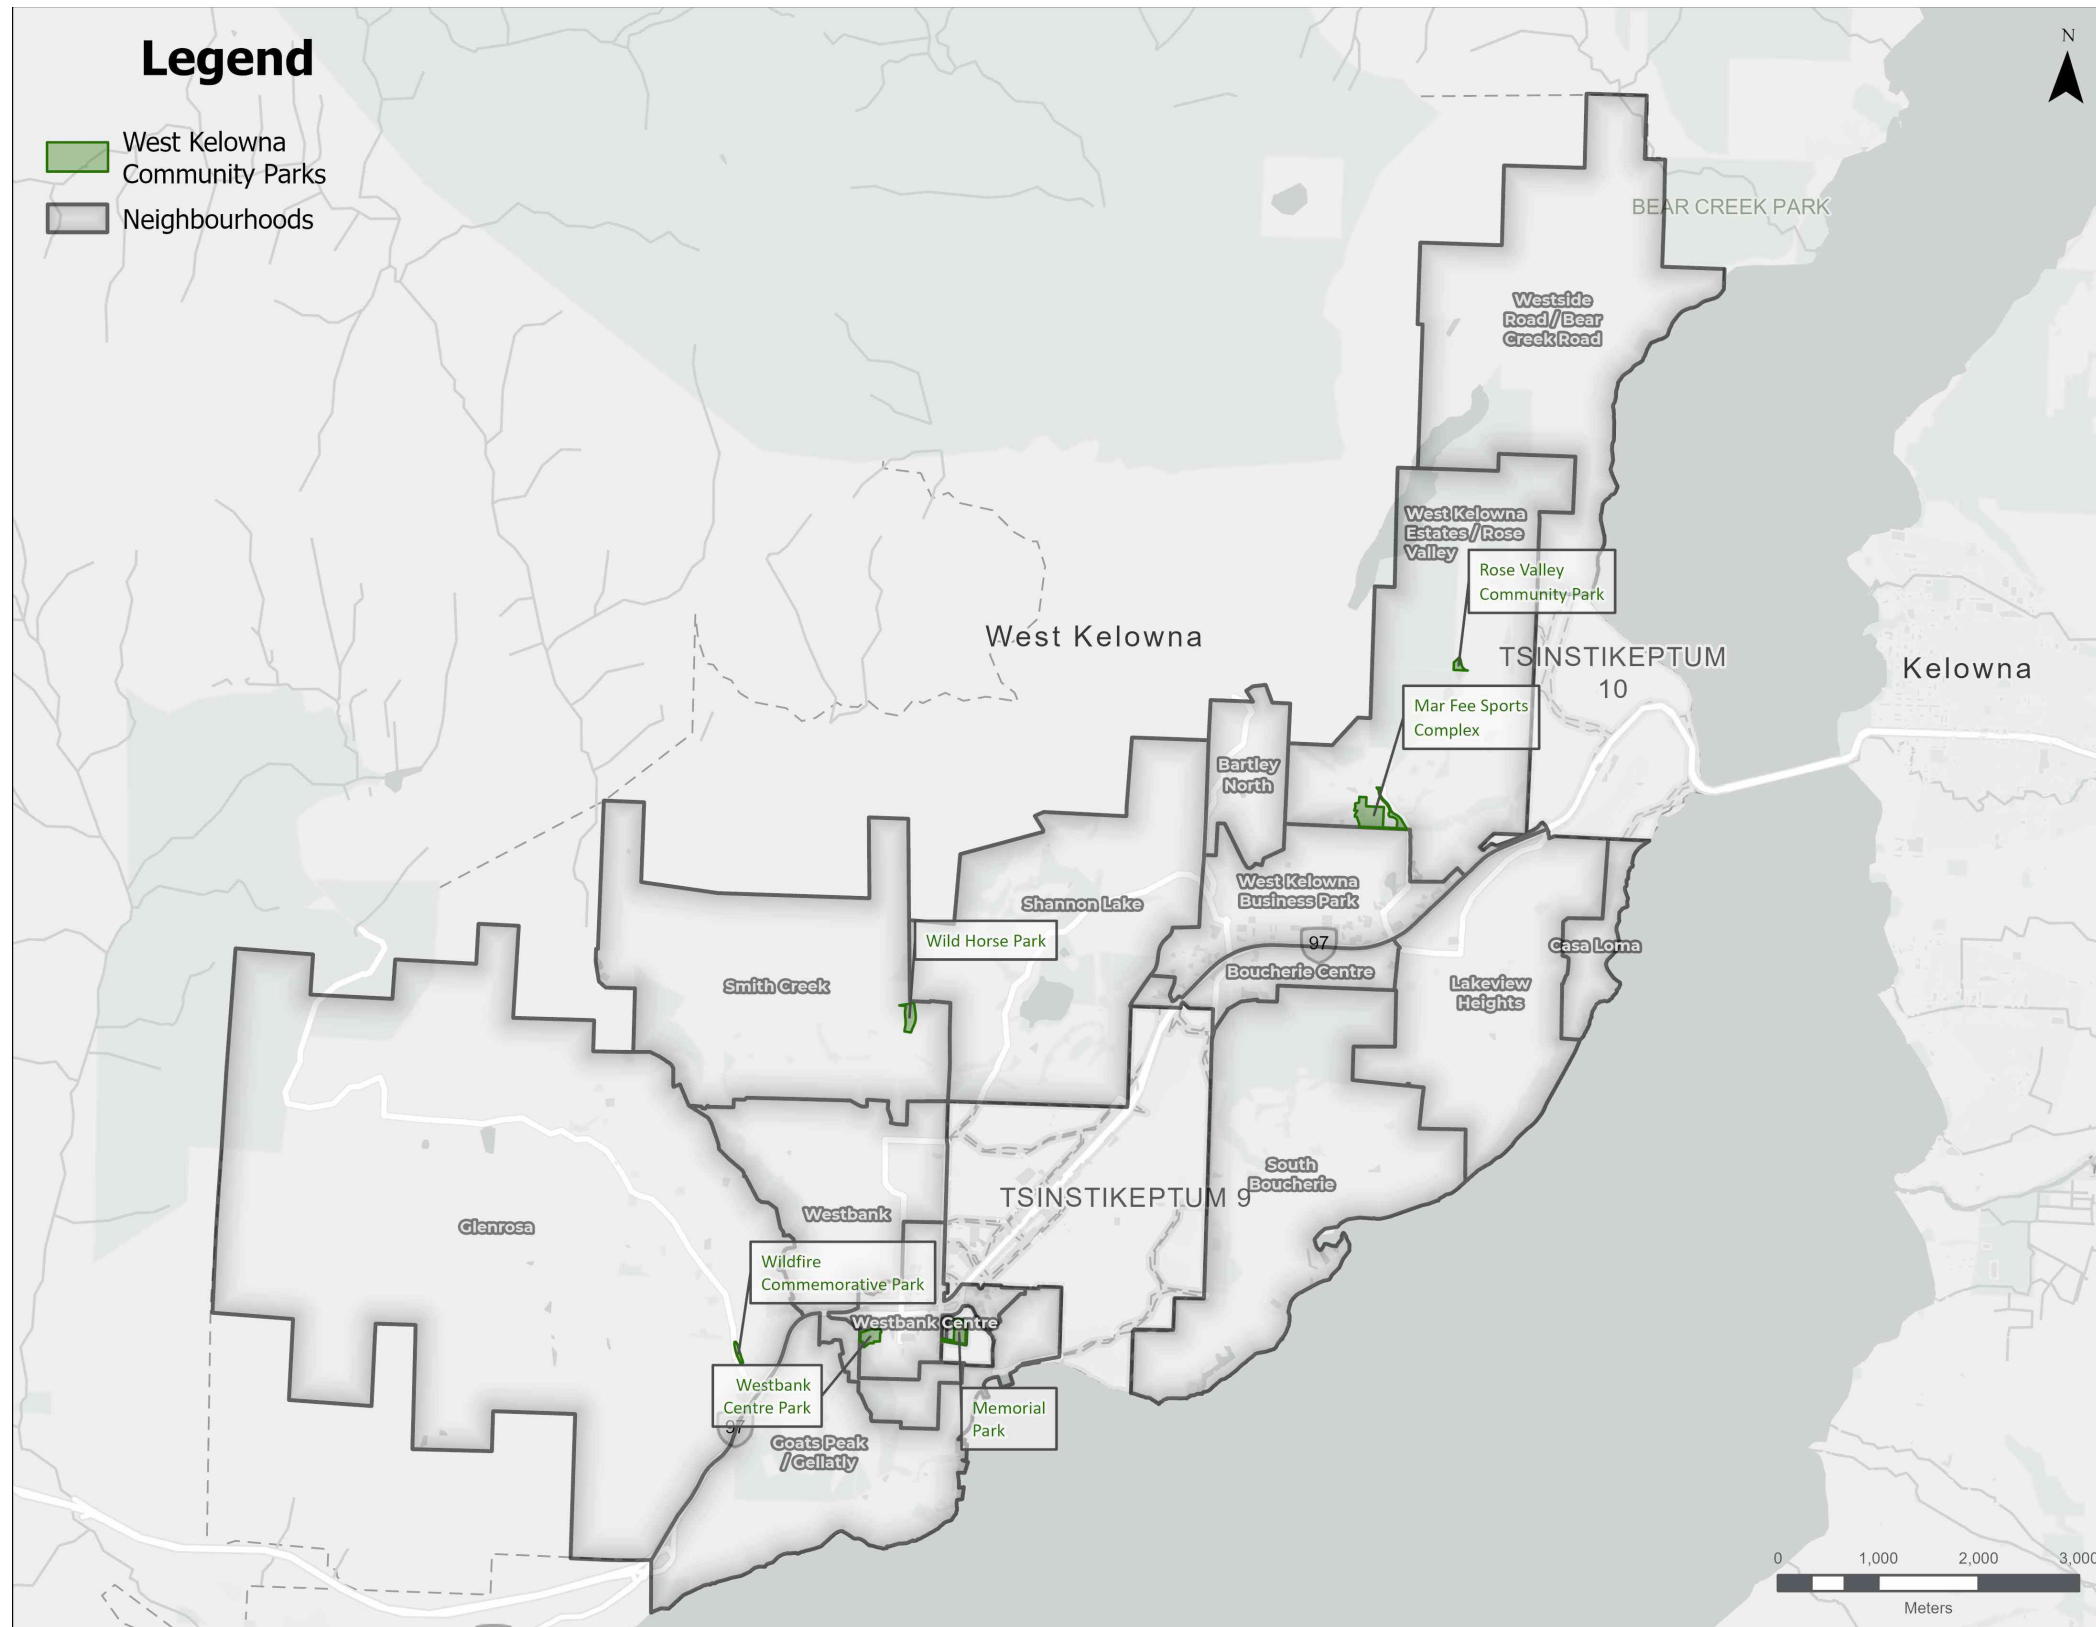 Legend
West Kelowna
Community Parks
Neighbourhoods
N
BEAR CREEK PARK
Westside
Road / Bear
Creek Road
West Kelowna
Estates / Rose
Valley
Rose Valley
Community Park
West Kelowna
TSINSTIKEPTUM
10
Kelowna
Mar Fee Sports
Complex
Bartley
North
West Kelowna
Business Park
Shannon Lake
Wild Horse Park
97
Casa Loma
Boucherie Centre
Smith Creek
Lakeview
Heights
South
Boucherie
TSINSTIKEPTUM 9
Westbank
Glenrosa
Wildfire
Commemorative Park
Westbank Centre
Westbank
Centre Park
Memorial
Park
97
Goats Peak
/ Gellatly
0 1,000 2,000 3,000
Meters